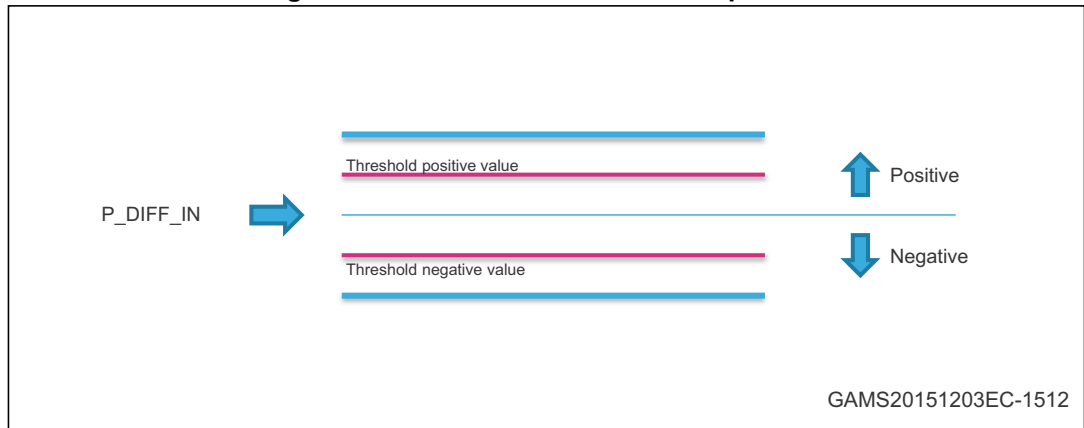 Threshold positive value
Positive
P_DIFF_IN
Negative
Threshold negative value
GAMS20151203EC-1512